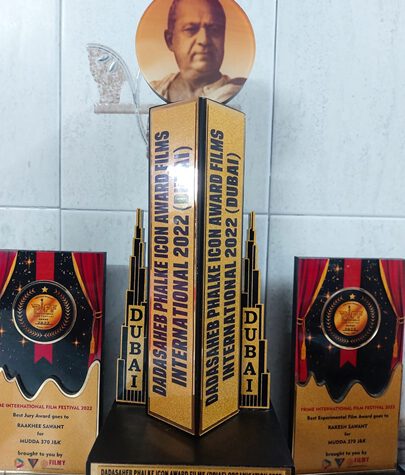 DADASAHEB PHALKE ICON AWARD FILMS
INTERNATIONAL 2022 (DUBAI)
DADASAHEB PHALKE ICON AWARD FILMS
INTERNATIONAL 2022 (DUBAI)
DUBAI
DUBAI
PRIME INTERNATIONAL FILM FESTIVAL 2022
Best Jury Award goes to
RAAKHEE SAWANT
for
MUDDA 370 J&K
brought to you by
FILMY
PRIME INTERNATIONAL FILM FESTIVAL 2022
Best Experimental Film Award goes to
RAKESH SAWANT
for
MUDDA 370 J&K
brought to you by
FILMY
DADASAHEB PHALKE ICON AWARD FILMS